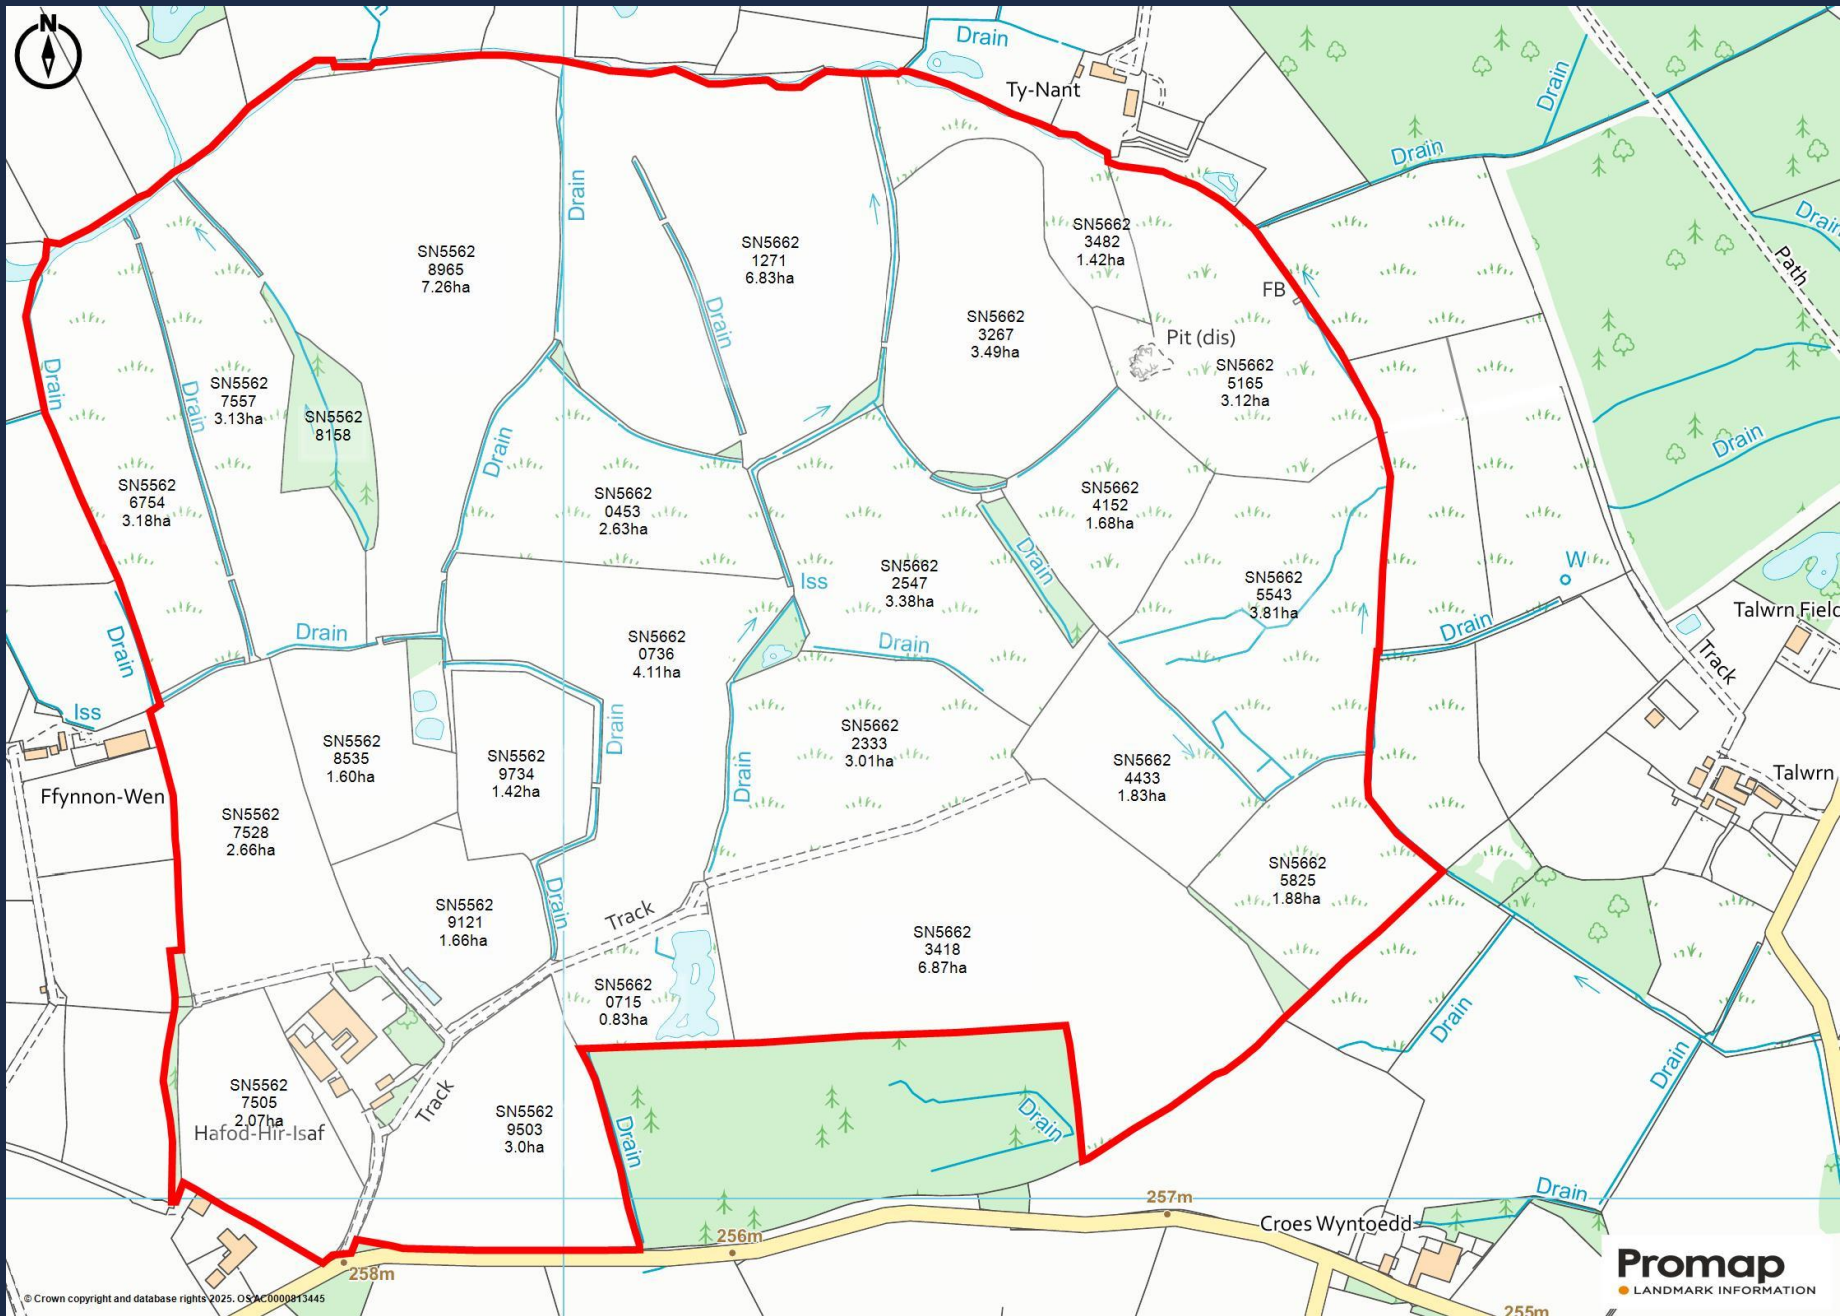 N
Drain
Ty-Nant
Drain
Drain
Drain
Drain
Path
SN5562
8965
7.26ha
Drain
SN5662
1271
6.83ha
SN5662
3482
1.42ha
FB
Drain
SN5662
3267
3.49ha
Pit (dis)
SN5662
5165
3.12ha
Drain
Drain
SN5562
7557
3.13ha
SN5562
8158
Drain
Drain
SN5562
6754
3.18ha
SN5662
0453
2.63ha
SN5662
4152
1.68ha
Drain
Iss
SN5662
2547
3.38ha
SN5662
5543
3.81ha
W
Talwrn Field
Drain
Drain
SN5662
0736
4.11ha
Drain
Drain
Track
Iss
Drain
SN5562
8535
1.60ha
SN5562
9734
1.42ha
Drain
SN5662
2333
3.01ha
SN5662
4433
1.83ha
Talwrn
Ffynnon-Wen
SN5562
7528
2.66ha
SN5662
5825
1.88ha
SN5562
9121
1.66ha
Drain
Track
SN5662
3418
6.87ha
SN5662
0715
0.83ha
Drain
Drain
SN5562
7505
2.07ha
Hafod-Hir-Isaf
Track
SN5562
9503
3.0ha
Drain
Drain
257m
Drain
Croes Wyntoedd
256m
258m
Promap
LANDMARK INFORMATION
© Crown copyright and database rights 2025. OS AC0000813445
255m